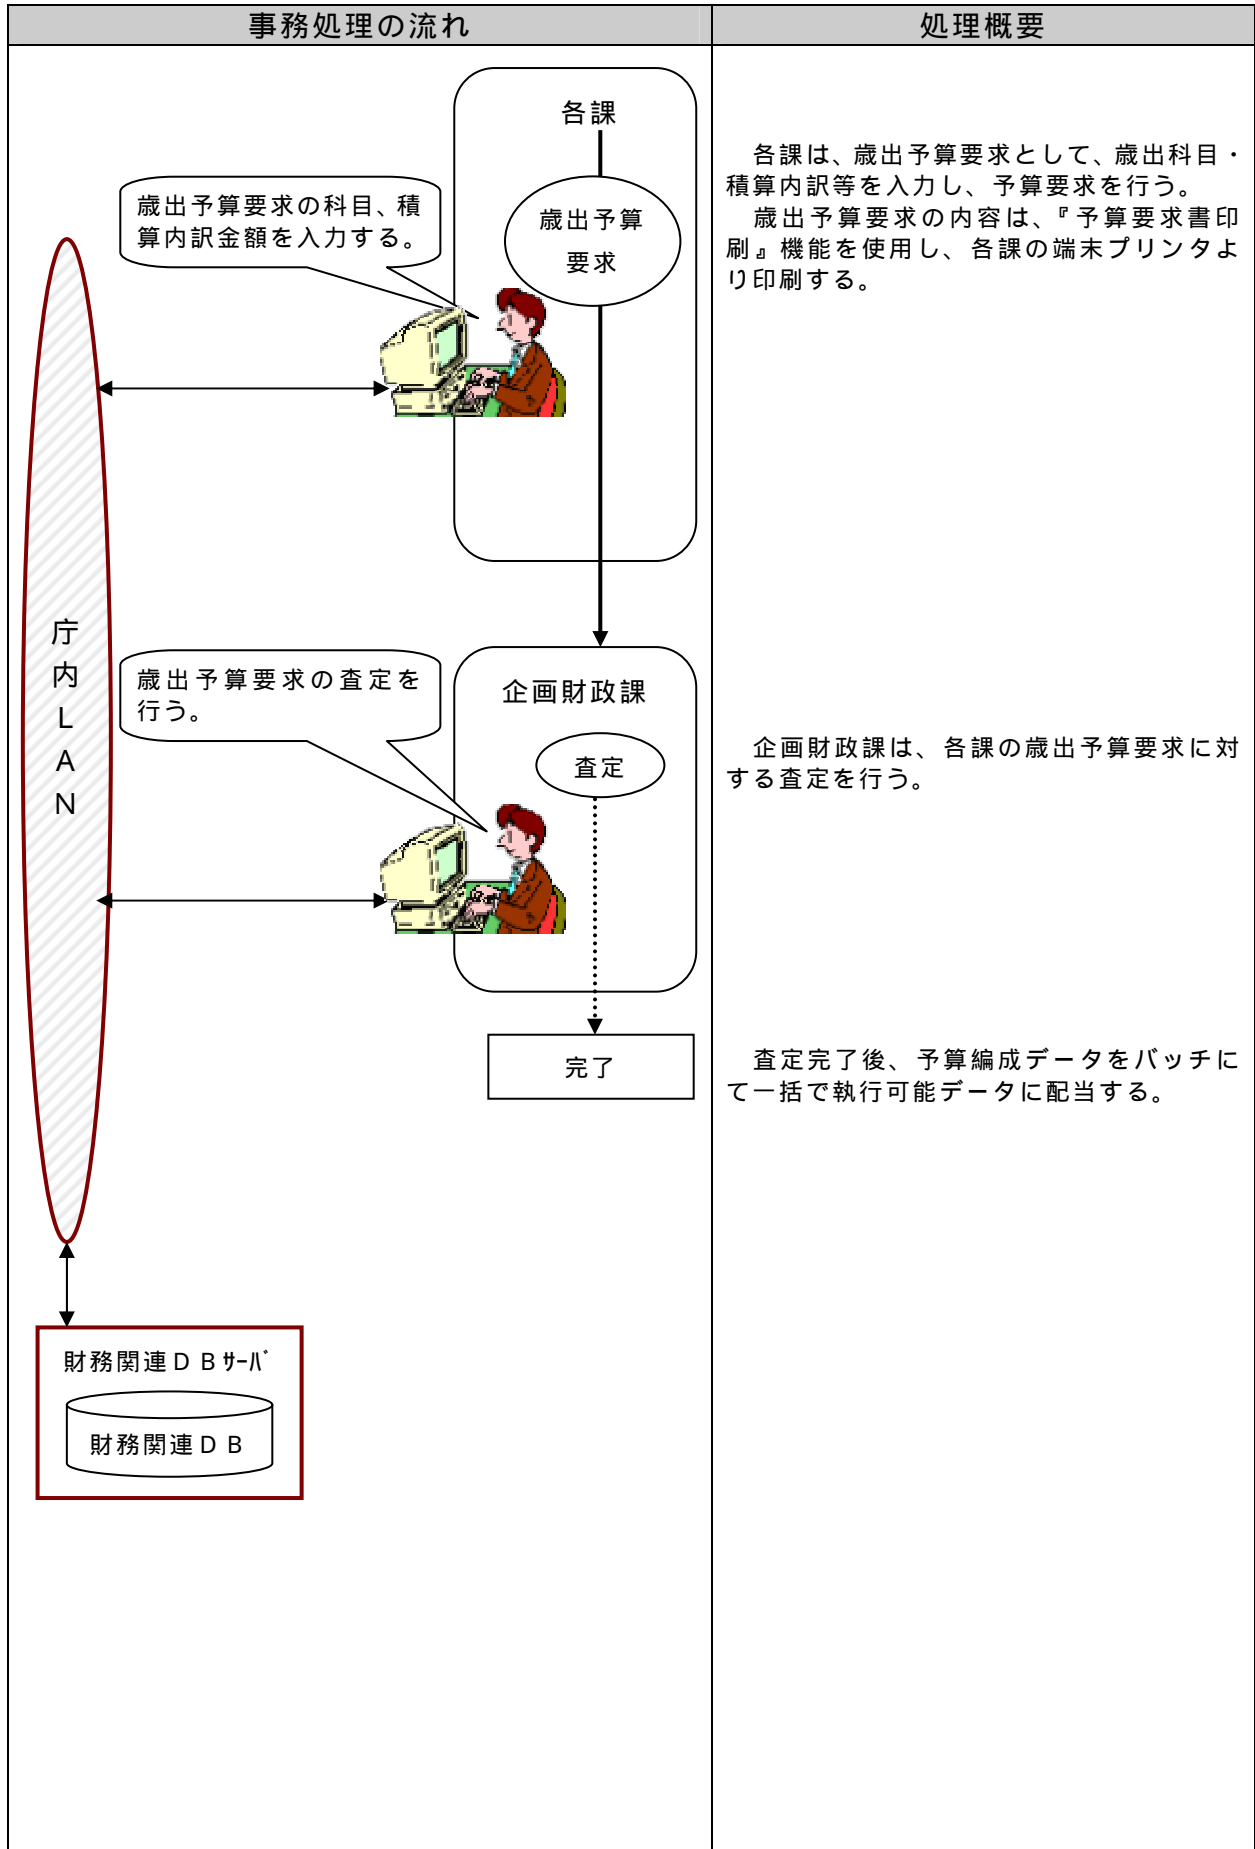 事務処理の流れ
処理概要
各課
歳出予算要求の科目、積
算内訳金額を入力する。
歳出予算
要求
各課は、歳出予算要求として、歳出科目・
積算内訳等を入力し、予算要求を行う。
歳出予算要求の内容は、『予算要求書印
刷』機能を使用し、各課の端末プリンタよ
り印刷する。
庁
内
L
A
N
歳出予算要求の査定を
行う。
企画財政課
査定
企画財政課は、各課の歳出予算要求に対
する査定を行う。
完了
査定完了後、予算編成データをバッチに
て一括で執行可能データに配当する。
財務関連ＤＢｻｰﾊﾞ
財務関連ＤＢ